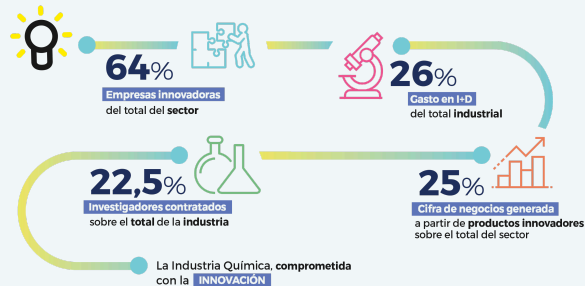 64%
Empresas innovadoras
del total del sector
26%
Gasto en I+D
del total industrial
22,5%
Investigadores contratados
sobre el total de la industria
25%
Cifra de negocios generada
a partir de productos innovadores
sobre el total del sector
La Industria Química, comprometida
con la INNOVACIÓN